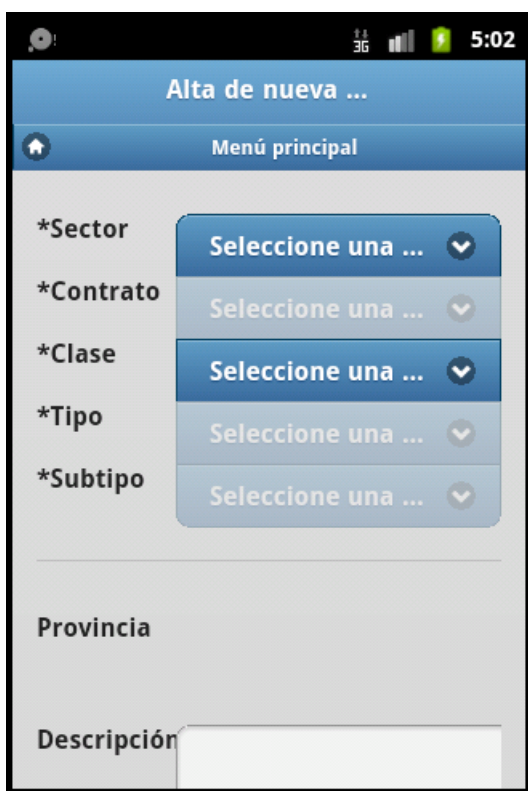 3G 5:02
Alta de nueva ...
Menú principal
*Sector Seleccione una ...
*Contrato Seleccione una ...
*Clase Seleccione una ...
*Tipo Seleccione una ...
*Subtipo Seleccione una ...
Provincia
Descripción